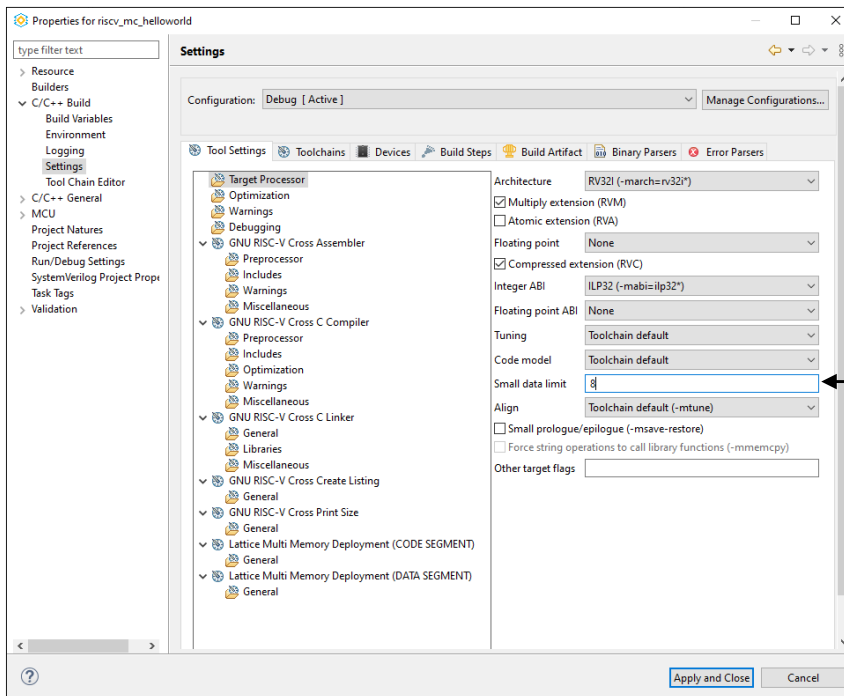 Properties for riscv_mc_helloworld
type filter text
Resource
Builders
C/C++ Build
Build Variables
Environment
Logging
Settings
Tool Chain Editor
C/C++ General
MCU
Project Natures
Project References
Run/Debug Settings
SystemVerilog Project Prope
Task Tags
Validation
Settings
Configuration: Debug [ Active ] Manage Configurations...
Tool Settings Toolchains Devices Build Steps Build Artifact Binary Parsers Error Parsers
Target Processor
Optimization
Warnings
Debugging
GNU RISC-V Cross Assembler
Preprocessor
Includes
Warnings
Miscellaneous
GNU RISC-V Cross C Compiler
Preprocessor
Includes
Optimization
Warnings
Miscellaneous
GNU RISC-V Cross C Linker
General
Libraries
Miscellaneous
GNU RISC-V Cross Create Listing
General
GNU RISC-V Cross Print Size
General
Lattice Multi Memory Deployment (CODE SEGMENT)
General
Lattice Multi Memory Deployment (DATA SEGMENT)
General
Architecture RV32I (-march=rv32i*)
Multiply extension (RVM)
Atomic extension (RVA)
Floating point None
Compressed extension (RVC)
Integer ABI ILP32 (-mabi=ilp32*)
Floating point ABI None
Tuning Toolchain default
Code model Toolchain default
Small data limit 8
Align Toolchain default (-mtune)
Small prologue/epilogue (-msave-restore)
Force string operations to call library functions (-mmemcpy)
Other target flags
Apply and Close Cancel